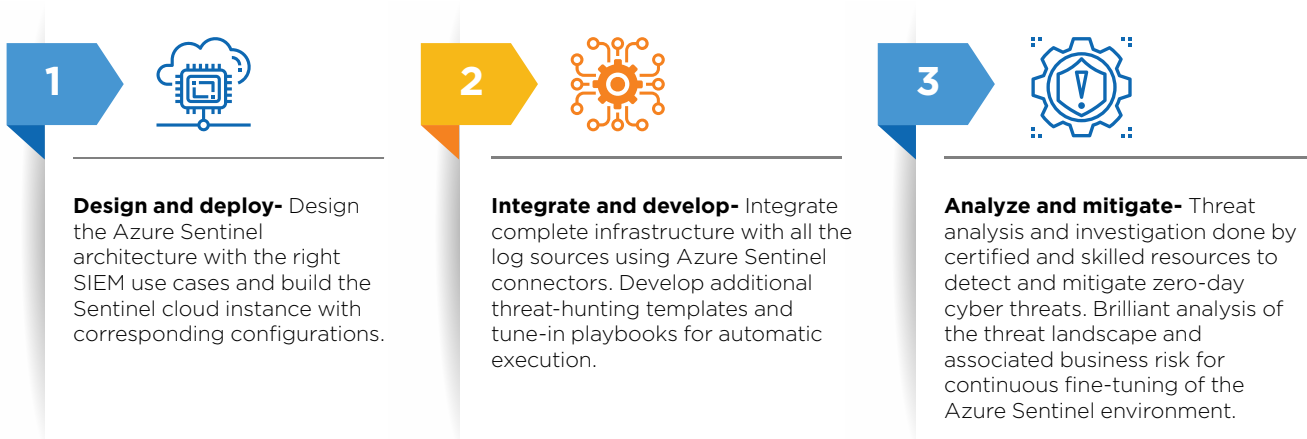 1
Design and deploy- Design
the Azure Sentinel
architecture with the right
SIEM use cases and build the
Sentinel cloud instance with
corresponding configurations.
2
Integrate and develop- Integrate
complete infrastructure with all the
log sources using Azure Sentinel
connectors. Develop additional
threat-hunting templates and
tune-in playbooks for automatic
execution.
3
Analyze and mitigate- Threat
analysis and investigation done by
certified and skilled resources to
detect and mitigate zero-day
cyber threats. Brilliant analysis of
the threat landscape and
associated business risk for
continuous fine-tuning of the
Azure Sentinel environment.